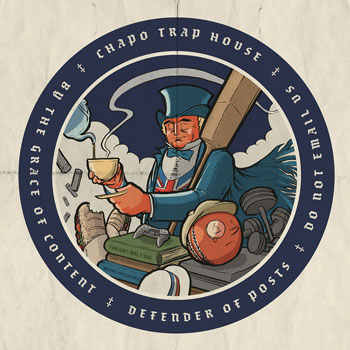 CHAPO TRAP HOUSE
DO NOT EMAIL US
DEFENDER OF POSTS
BY THE GRACE OF CONTENT